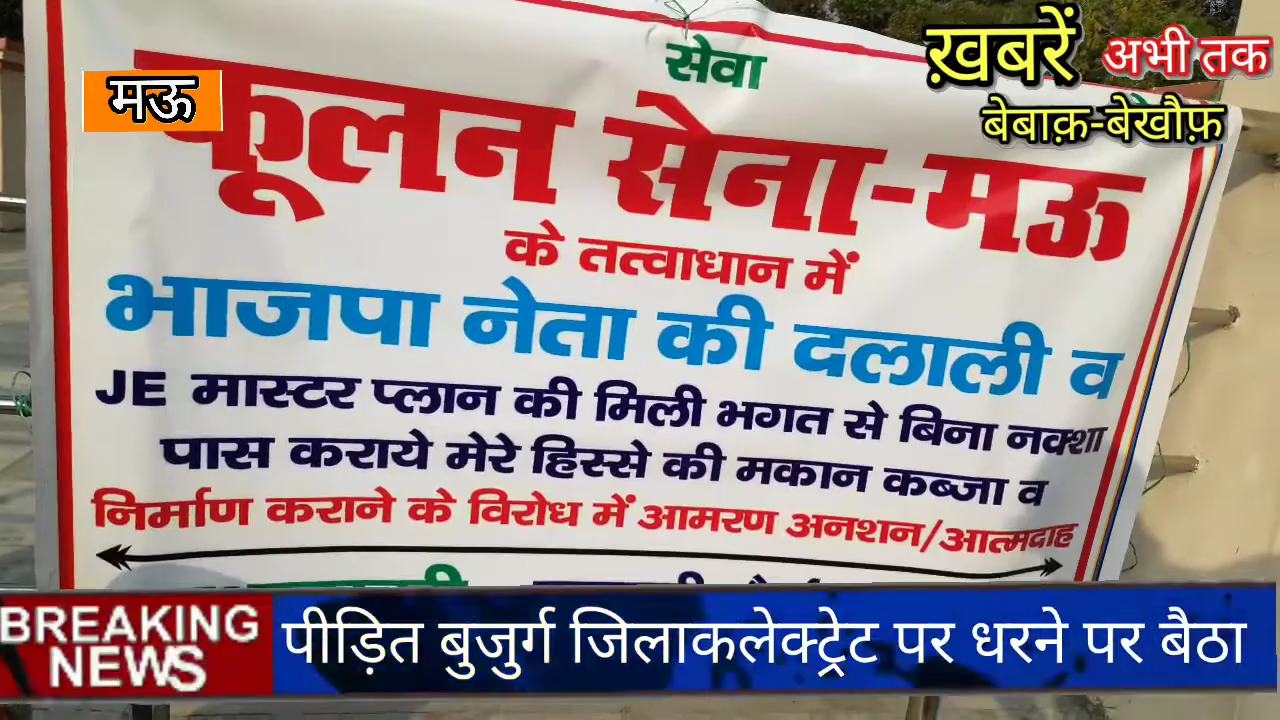 सेवा
ख़बरें अभी तक
बेबाक़-बेखौफ़
मऊ
फूलन सेना-मऊ
के तत्वाधान में
भाजपा नेता की दलाली व
JE मास्टर प्लान की मिली भगत से बिना नक्शा
पास कराये मेरे हिस्से की मकान कब्जा व
निर्माण कराने के विरोध में आमरण अनशन/आत्मदाह
BREAKING NEWS
पीड़ित बुजुर्ग जिलाकलेक्ट्रेट पर धरने पर बैठा